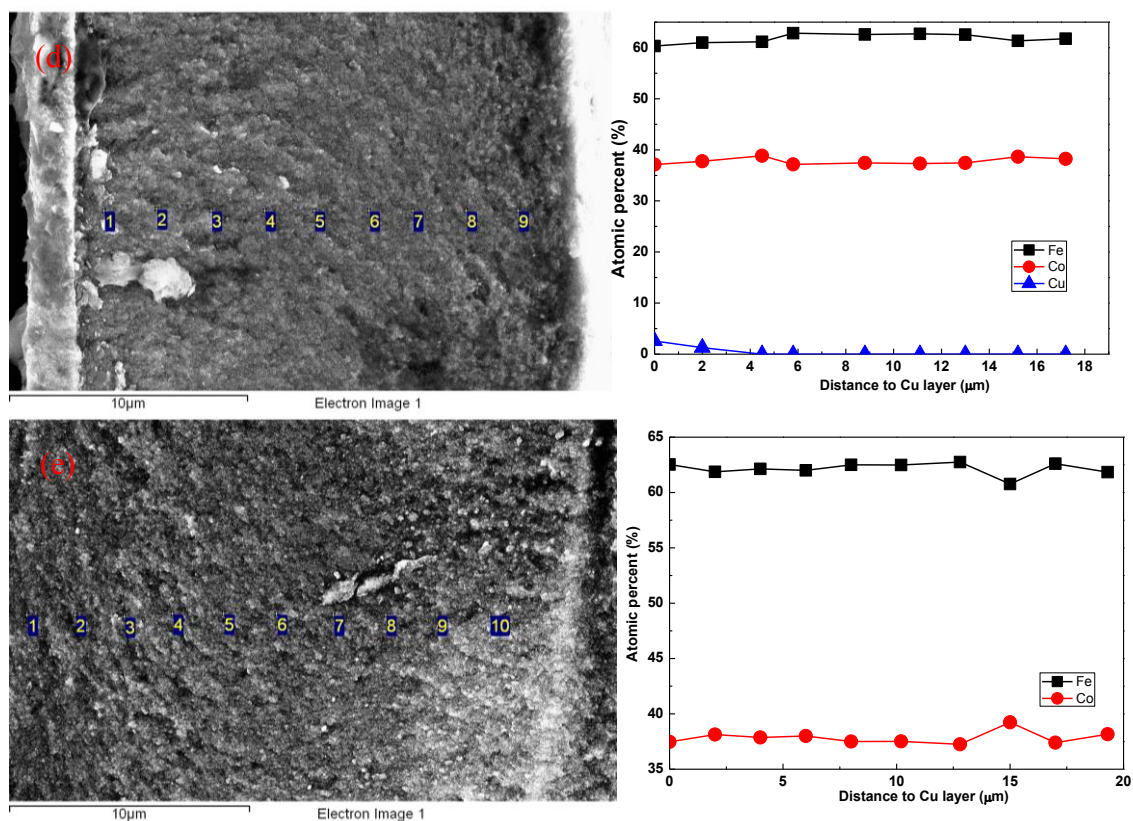 (d)
1 2 3 4 5 6 7 8 9
10μm Electron Image 1
Atomic percent (%)
60
50
40
30
20
10
0
Fe
Co
Cu
0 2 4 6 8 10 12 14 16 18
Distance to Cu layer (μm)
(e)
1 2 3 4 5 6 7 8 9 10
10μm Electron Image 1
Atomic percent (%)
65
60
55
50
45
40
35
Fe
Co
0 5 10 15 20
Distance to Cu layer (μm)